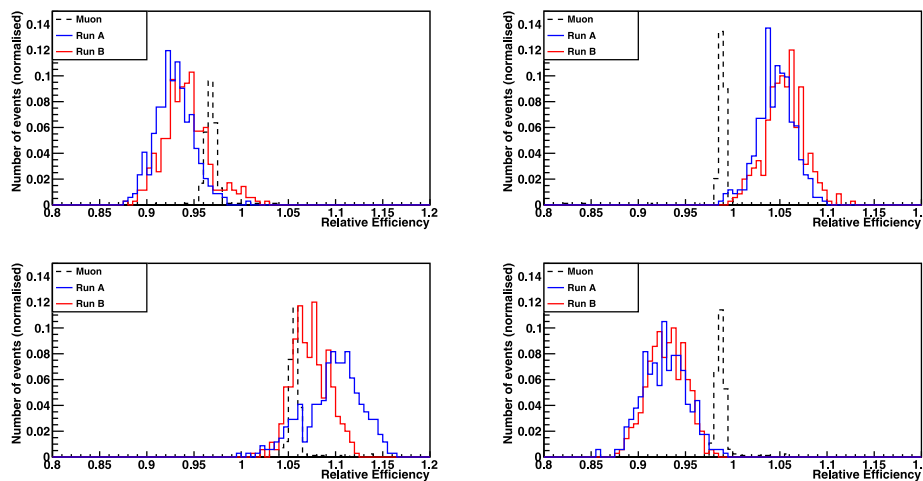 Number of events (normalised)
0.14
0.12
0.1
0.08
0.06
0.04
0.02
0
Muon
Run A
Run B
0.8 0.85 0.9 0.95 1 1.05 1.1 1.15 1.2
Relative Efficiency
Number of events (normalised)
0.14
0.12
0.1
0.08
0.06
0.04
0.02
0
Muon
Run A
Run B
0.8 0.85 0.9 0.95 1 1.05 1.1 1.15 1.
Relative Efficiency
Number of events (normalised)
0.14
0.12
0.1
0.08
0.06
0.04
0.02
0
Muon
Run A
Run B
0.8 0.85 0.9 0.95 1 1.05 1.1 1.15 1.2
Relative Efficiency
Number of events (normalised)
0.14
0.12
0.1
0.08
0.06
0.04
0.02
0
Muon
Run A
Run B
0.8 0.85 0.9 0.95 1 1.05 1.1 1.15 1.
Relative Efficiency